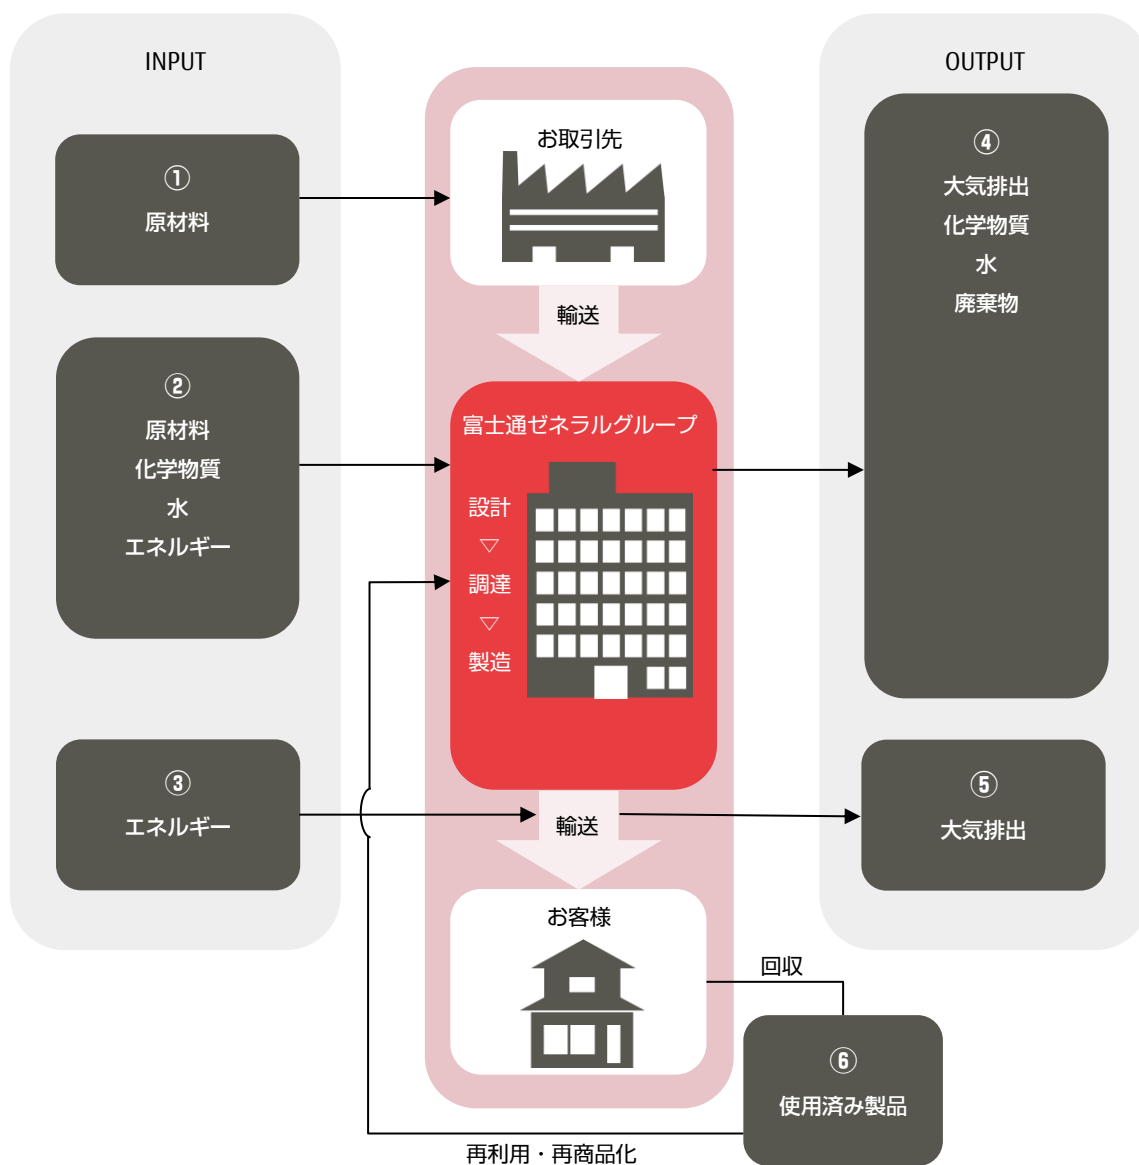 INPUT
①
原材料
②
原材料
化学物質
水
エネルギー
③
エネルギー
お取引先
輸送
富士通ゼネラルグループ
設計
▽
調達
▽
製造
輸送
お客様
OUTPUT
④
大気排出
化学物質
水
廃棄物
⑤
大気排出
回収
⑥
使用済み製品
再利用・再商品化